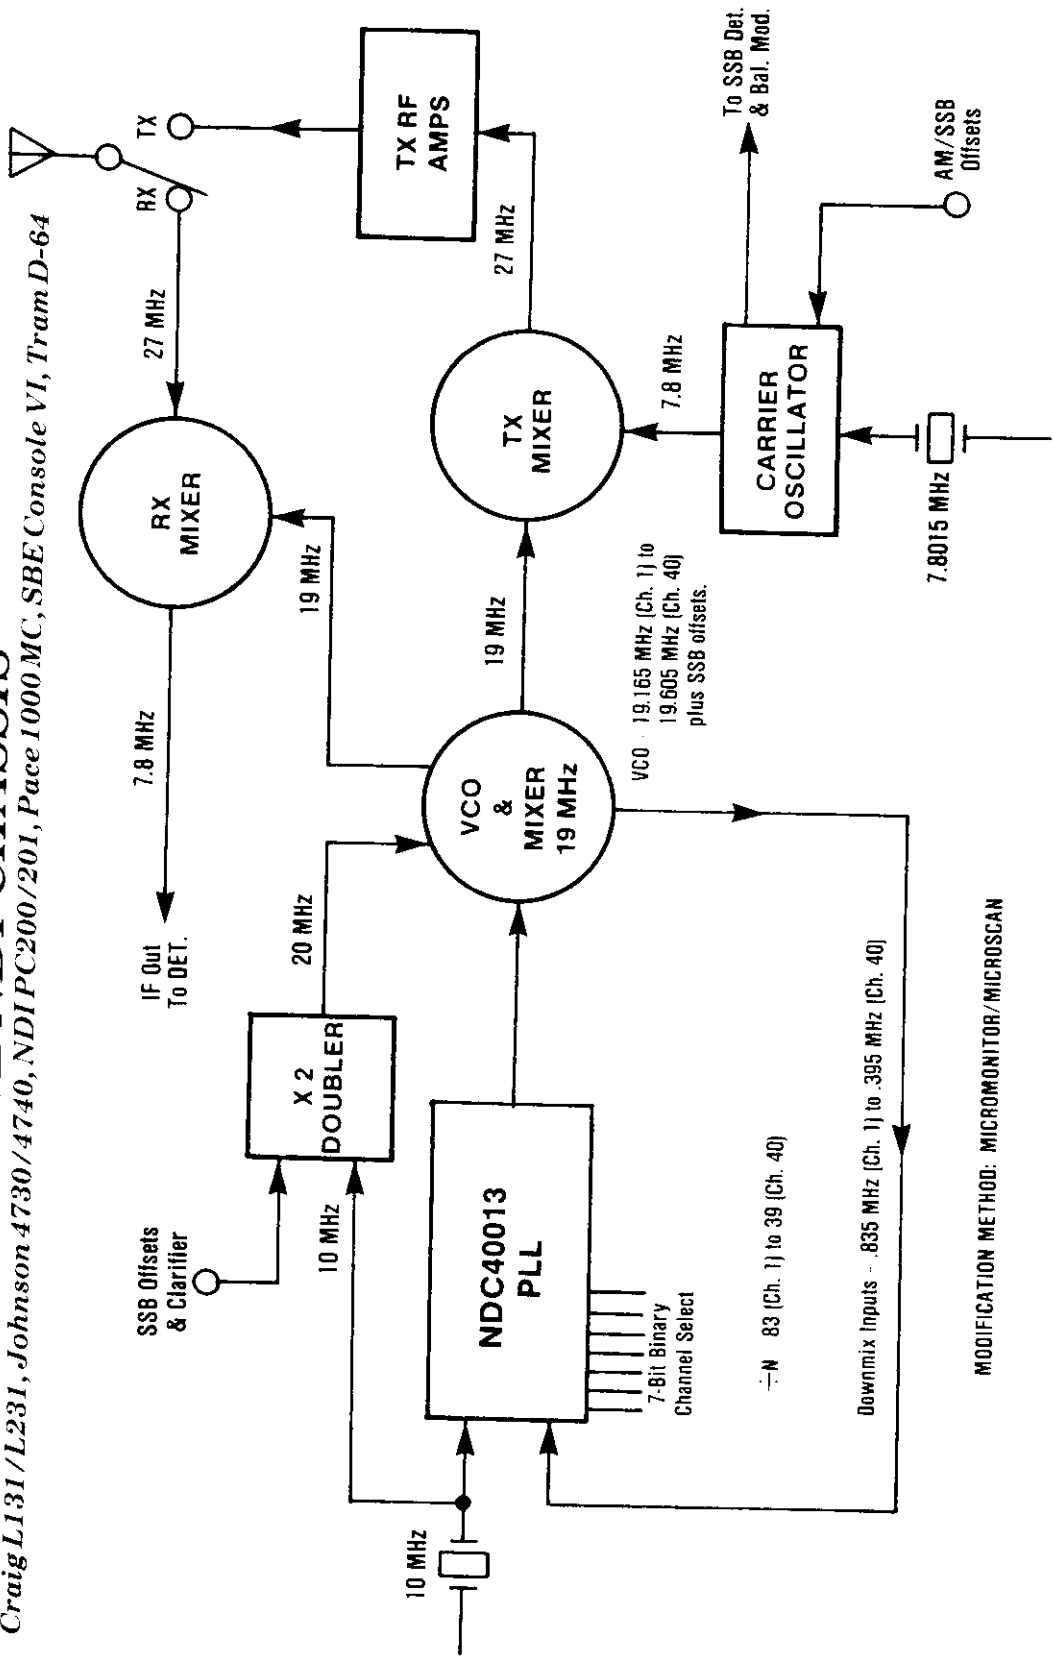 Craig L131/L231, Johnson 4730/4740, NDI PC200/201, Pace 1000MC, SBE Console VI, Tram D-64
SSB Offsets
& Clarifier
10 MHz
X 2
DOUBLER
20 MHz
IF Out
To DET.
7.8 MHz
RX
MIXER
27 MHz
RX
TX
19 MHz
10 MHz
NDC40013
PLL
7-Bit Binary
Channel Select
VCO
&
MIXER
19 MHz
19 MHz
TX
MIXER
27 MHz
TX RF
AMPS
VCO - 19.165 MHz (Ch. 1) to
19.605 MHz (Ch. 40)
plus SSB offsets.
7.8 MHz
CARRIER
OSCILLATOR
To SSB Det.
& Bal. Mod.
AM/SSB
Offsets
7.8015 MHz
÷N 83 (Ch. 1) to 39 (Ch. 40)
Downmix Inputs - .835 MHz (Ch. 1) to .395 MHz (Ch. 40)
MODIFICATION METHOD: MICROMONITOR/MICROSCAN